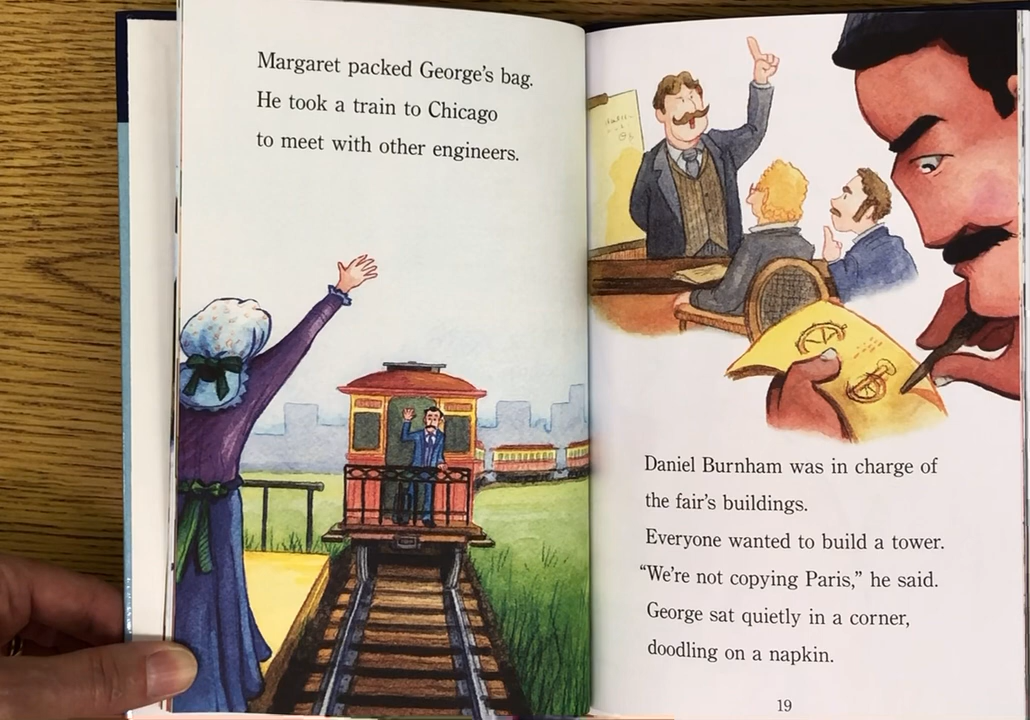 Margaret packed George's bag.
He took a train to Chicago
to meet with other engineers.
Daniel Burnham was in charge of
the fair's buildings.
Everyone wanted to build a tower.
“We're not copying Paris,” he said.
George sat quietly in a corner,
doodling on a napkin.
19